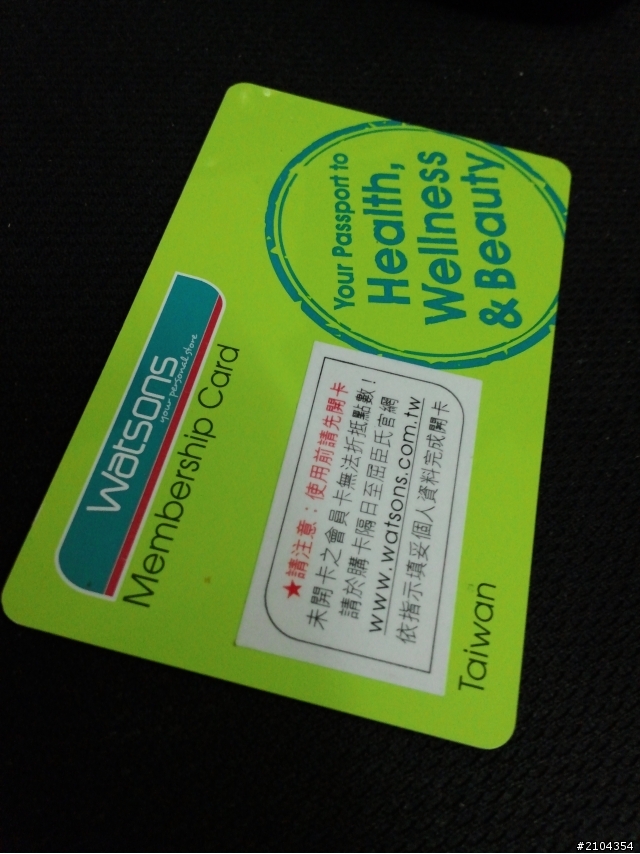 watsons
your personal store
Membership Card
Your Passport to
Health,
Wellness
& Beauty
★請注意：使用前請先開卡
未開卡之會員卡無法折抵點數！
請於購卡隔日至屈臣氏官網
www.watsons.com.tw
依指示填妥個人資料完成開卡
Taiwan
#2104354